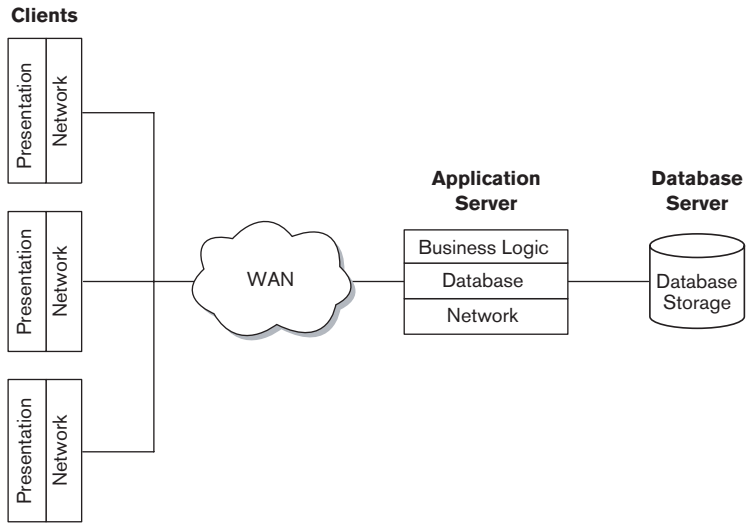 Clients
Presentation
Network
Presentation
Network
Presentation
Network
WAN
Application
Server
Business Logic
Database
Network
Database
Server
Database
Storage